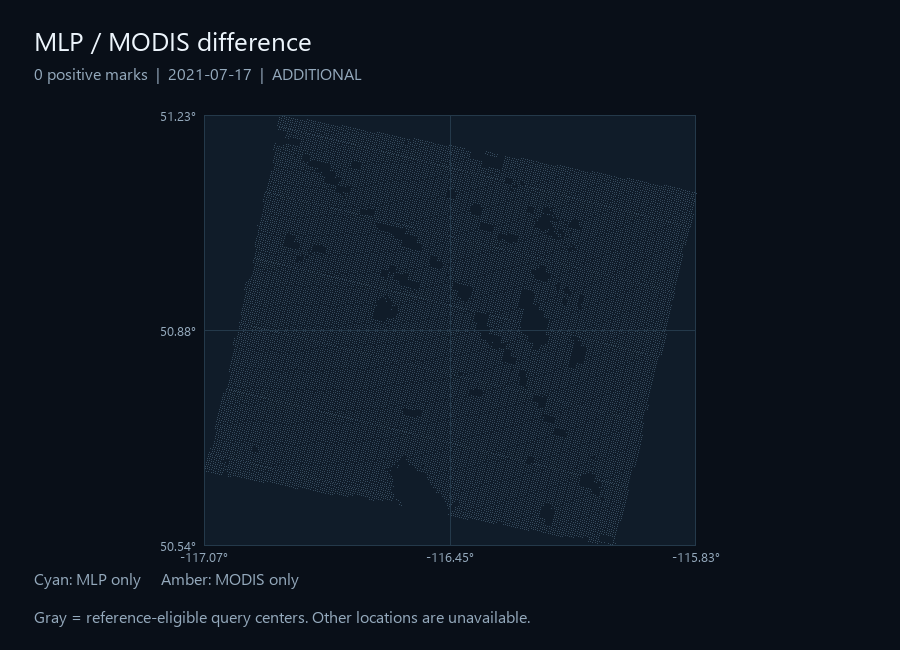 MLP / MODIS difference
0 positive marks | 2021-07-17 | ADDITIONAL
51.23°
50.88°
50.54°
-117.07° -116.45° -115.83°
Cyan: MLP only Amber: MODIS only
Gray = reference-eligible query centers. Other locations are unavailable.